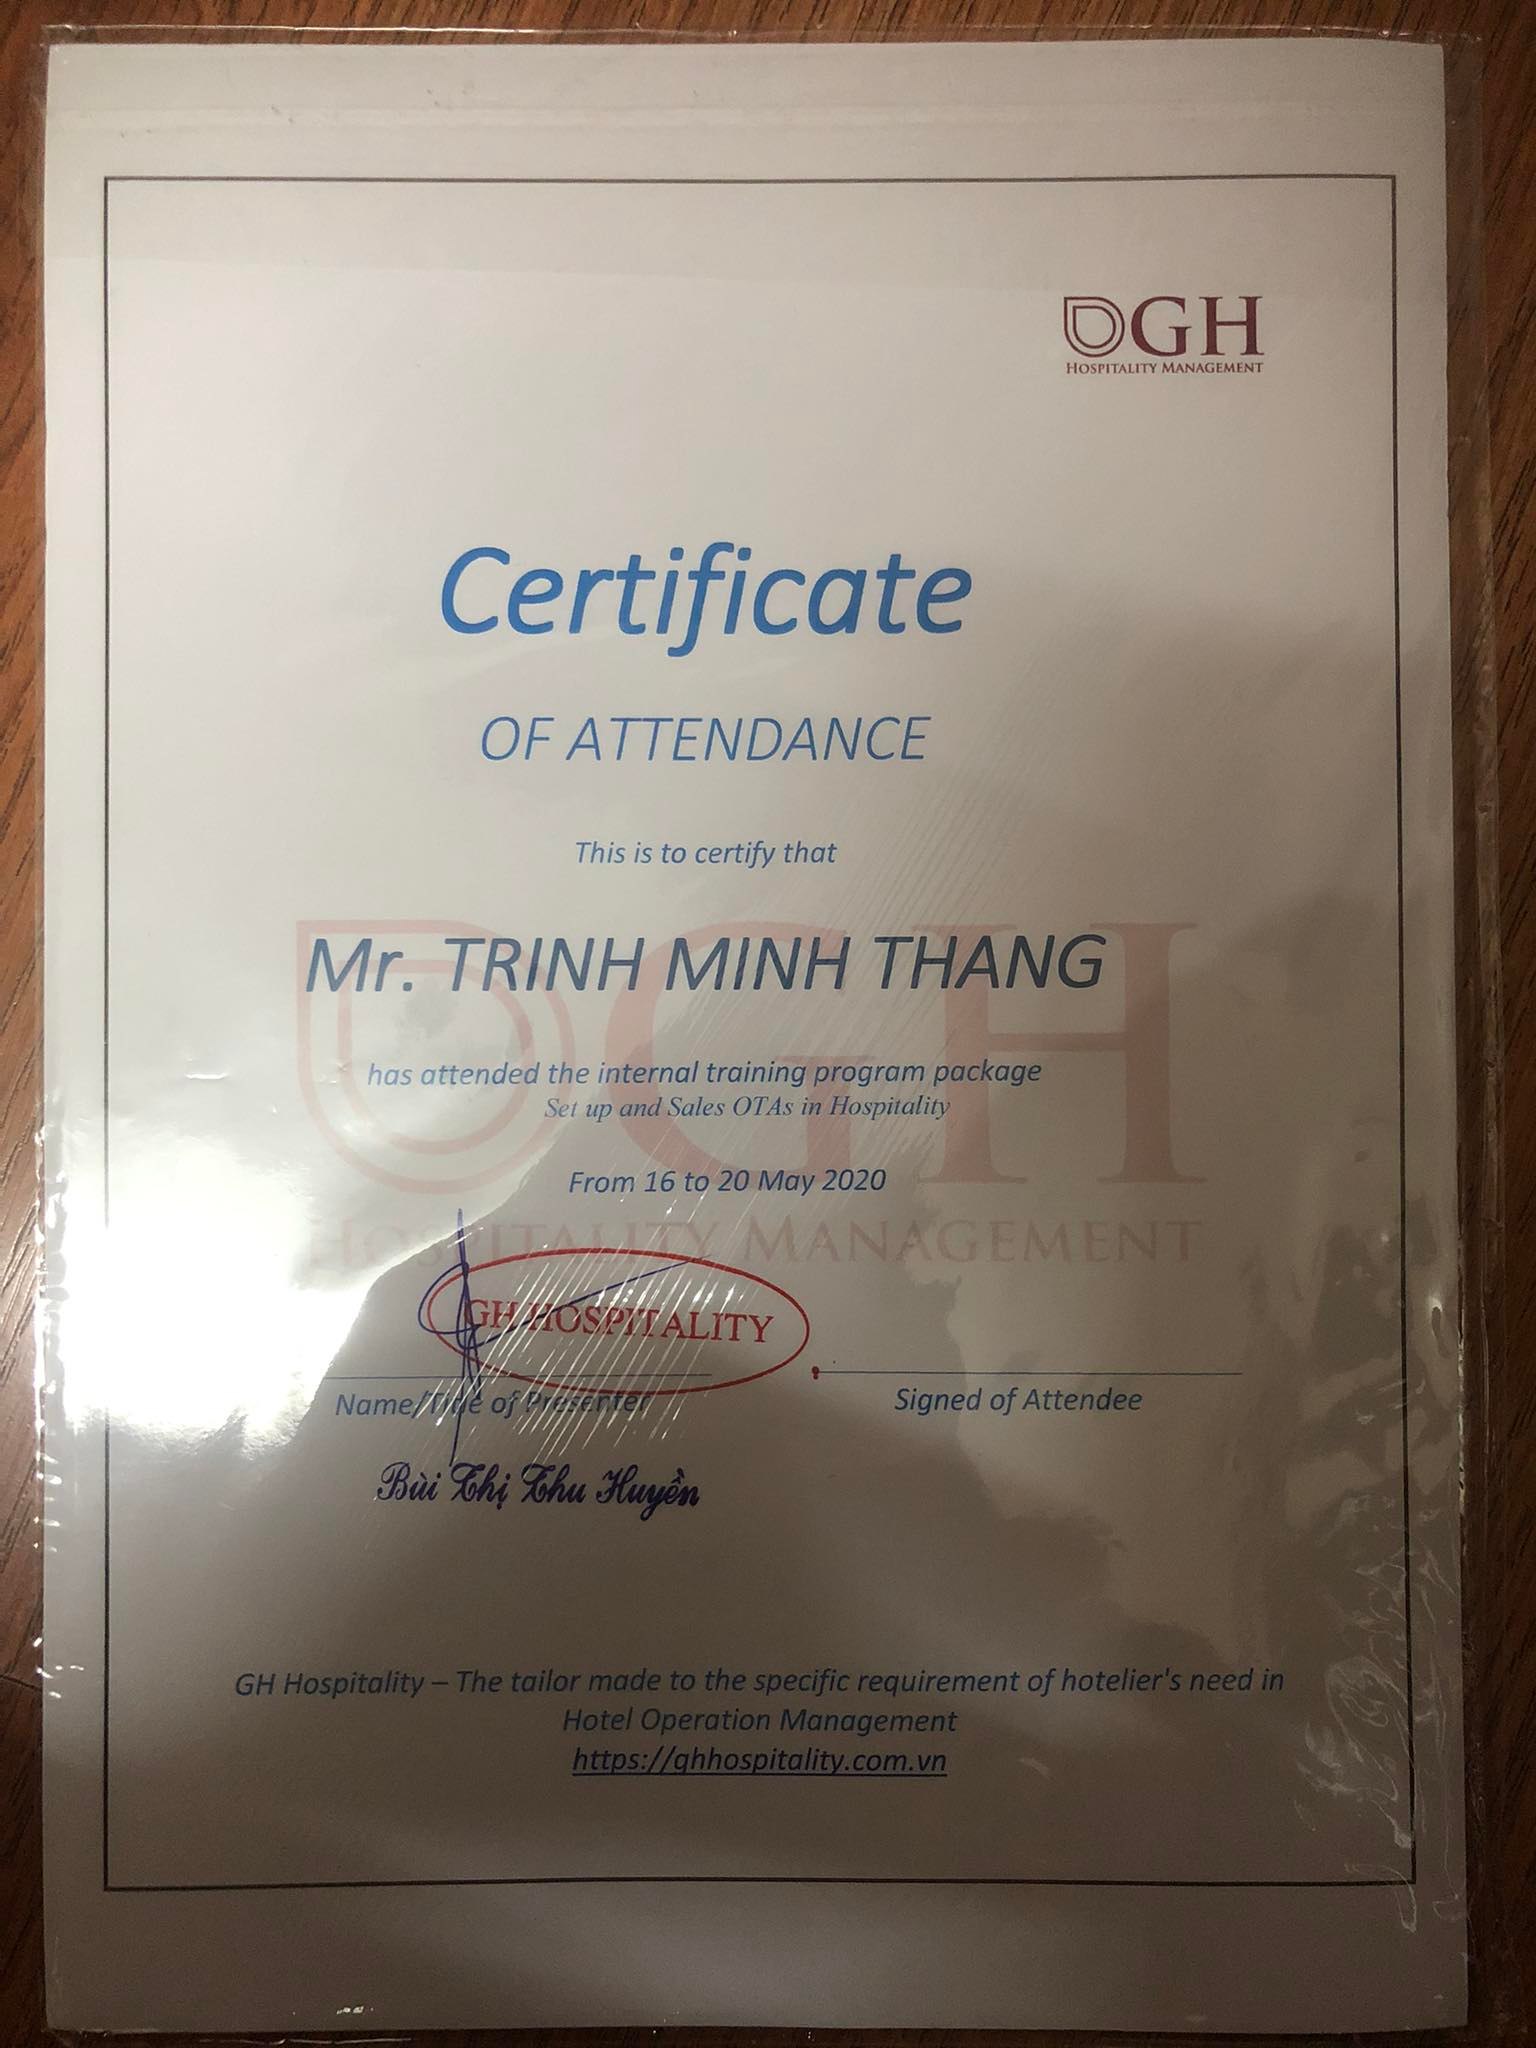 GH
HOSPITALITY MANAGEMENT
Certificate
OF ATTENDANCE
This is to certify that
Mr. TRINH MINH THANG
has attended the internal training program package
Set up and Sales OTAs in Hospitality
From 16 to 20 May 2020
GH
HOSPITALITY MANAGEMENT
GH HOSPITALITY
Name/Title of Presenter Signed of Attendee
Bùi Thị Thu Huyền
GH Hospitality – The tailor made to the specific requirement of hotelier's need in
Hotel Operation Management
https://ghhospitality.com.vn